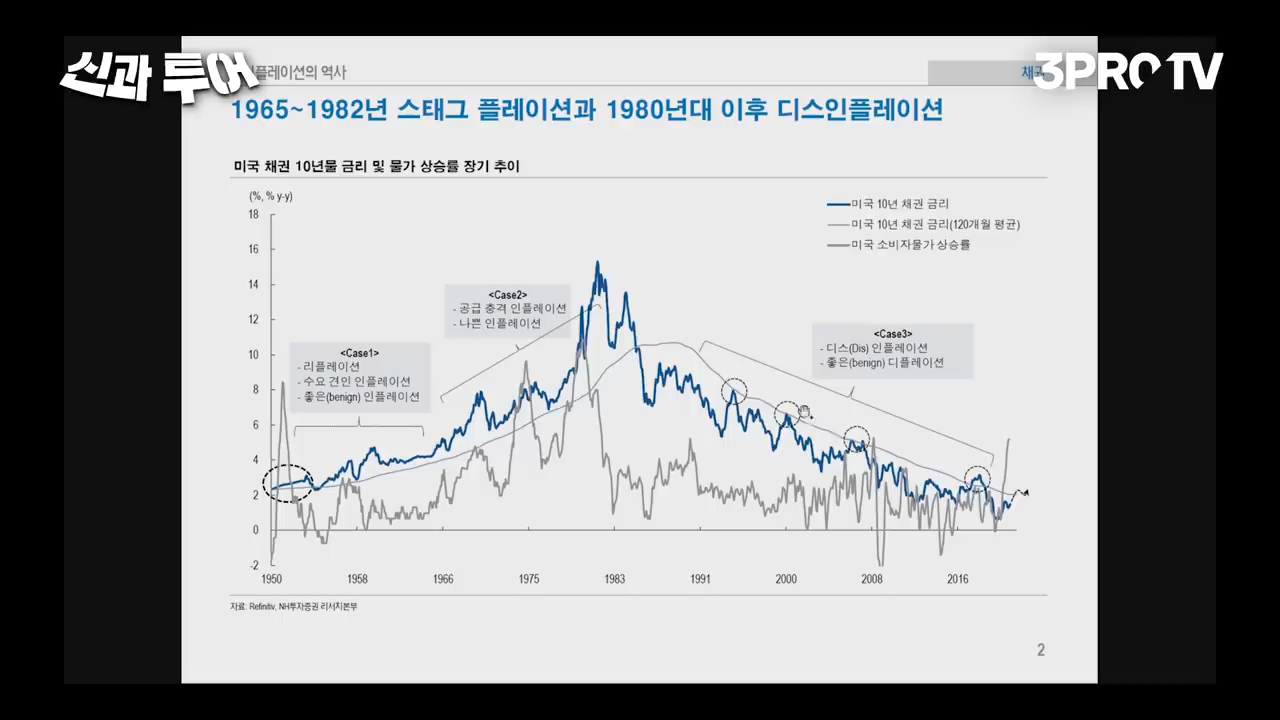 신과 투어
플레이션의 역사
채권
3PROTV
1965~1982년 스태그 플레이션과 1980년대 이후 디스인플레이션
미국 채권 10년물 금리 및 물가 상승률 장기 추이
(%, % y-y)
미국 10년 채권 금리
미국 10년 채권 금리(120개월 평균)
미국 소비자물가 상승률
18
16
14
12
10
8
6
4
2
0
-2
<Case1>
- 리플레이션
- 수요 견인 인플레이션
- 좋은(benign) 인플레이션
<Case2>
- 공급 충격 인플레이션
- 나쁜 인플레이션
<Case3>
- 디스(Dis) 인플레이션
- 좋은(benign) 디플레이션
1950 1958 1966 1975 1983 1991 2000 2008 2016
자료: Refinitiv, NH투자증권 리서치본부
2